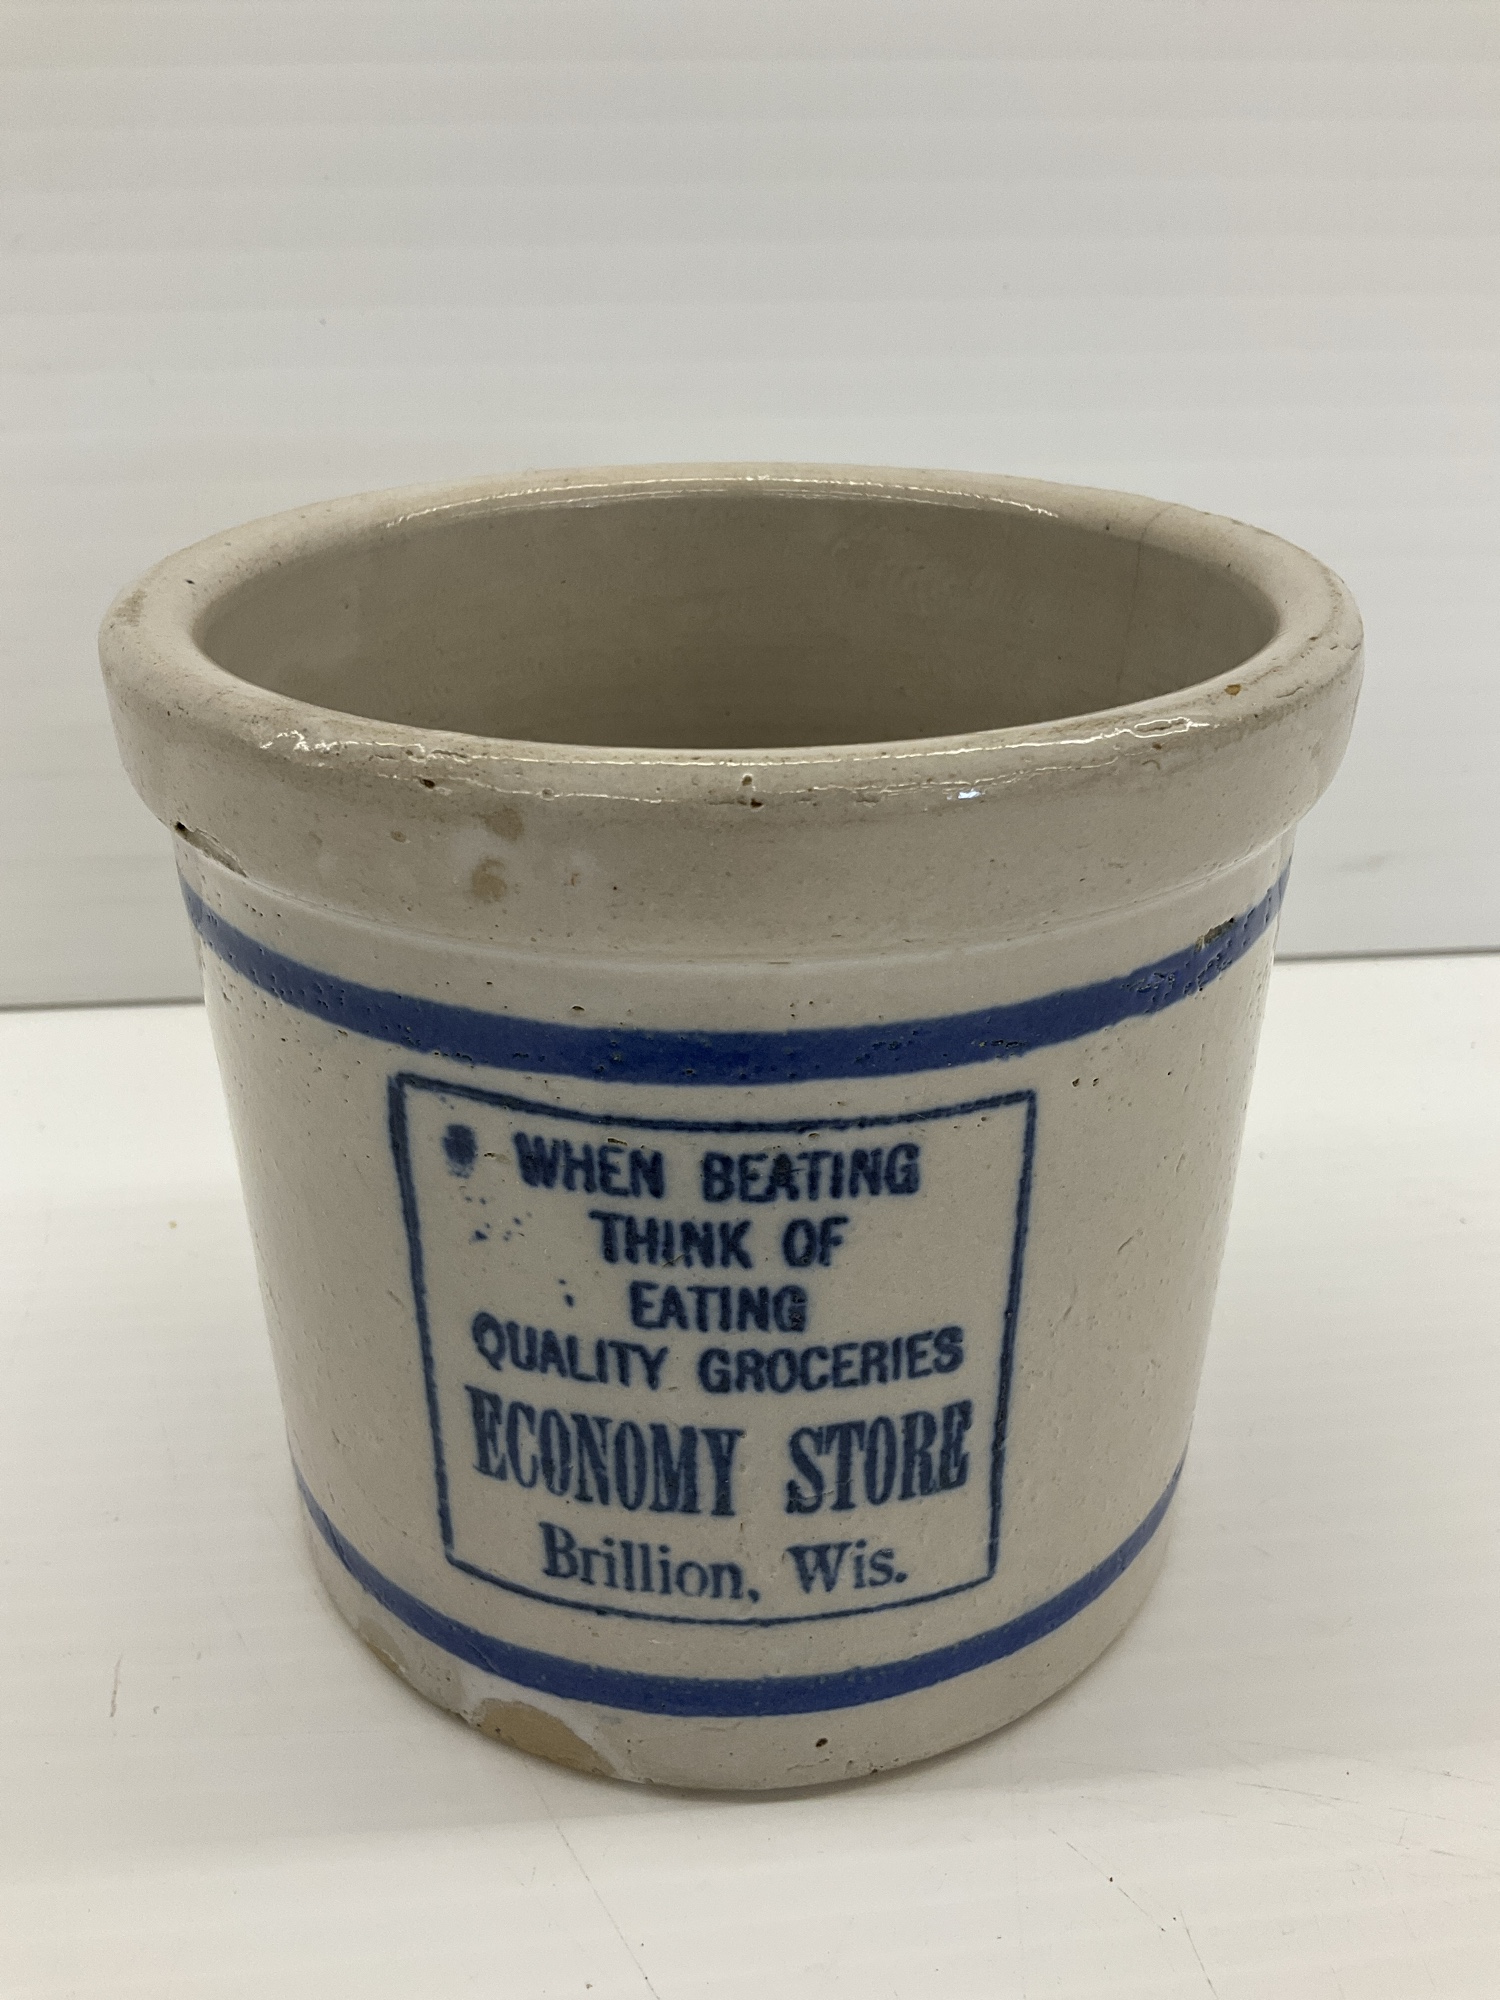 WHEN BEATING
THINK OF
EATING
QUALITY GROCERIES
ECONOMY STORE
Brillion, Wis.